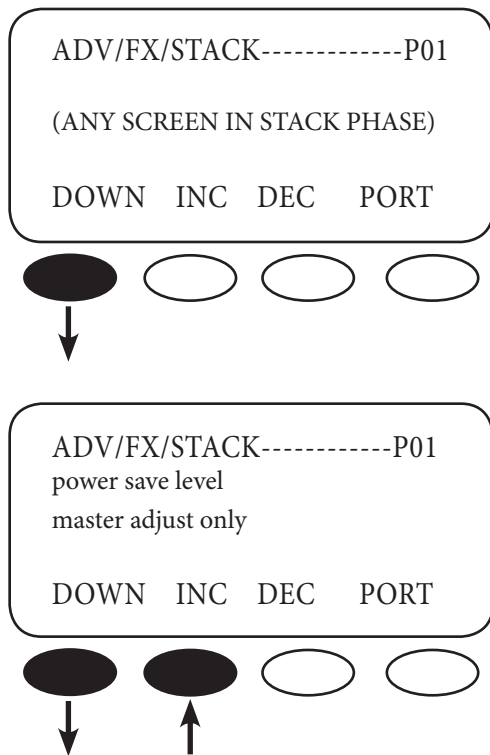 ADV/FX/STACK-------------P01
(ANY SCREEN IN STACK PHASE)
DOWN INC DEC PORT
ADV/FX/STACK------------P01
power save level
master adjust only
DOWN INC DEC PORT